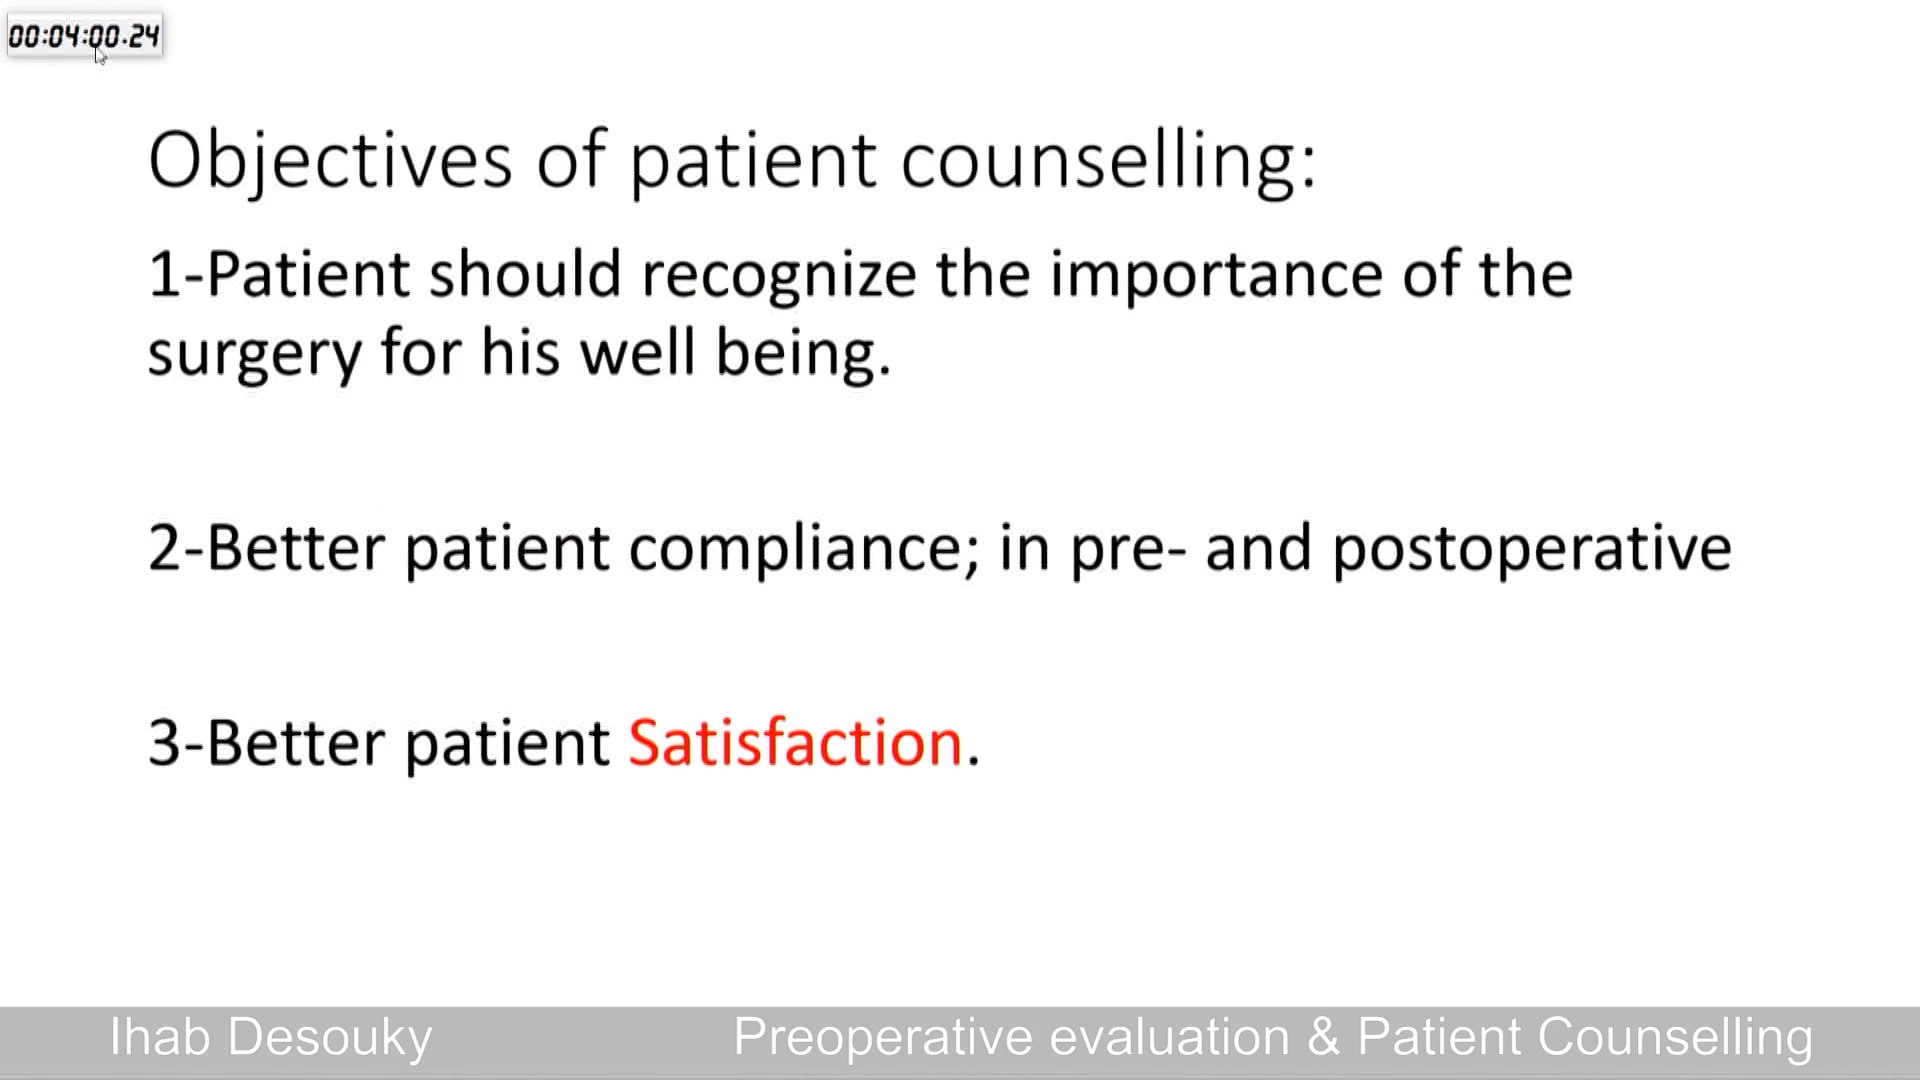 00:04:00.24
Objectives of patient counselling:
1-Patient should recognize the importance of the
surgery for his well being.
2-Better patient compliance; in pre- and postoperative
3-Better patient Satisfaction.
Ihab Desouky
Preoperative evaluation & Patient Counselling